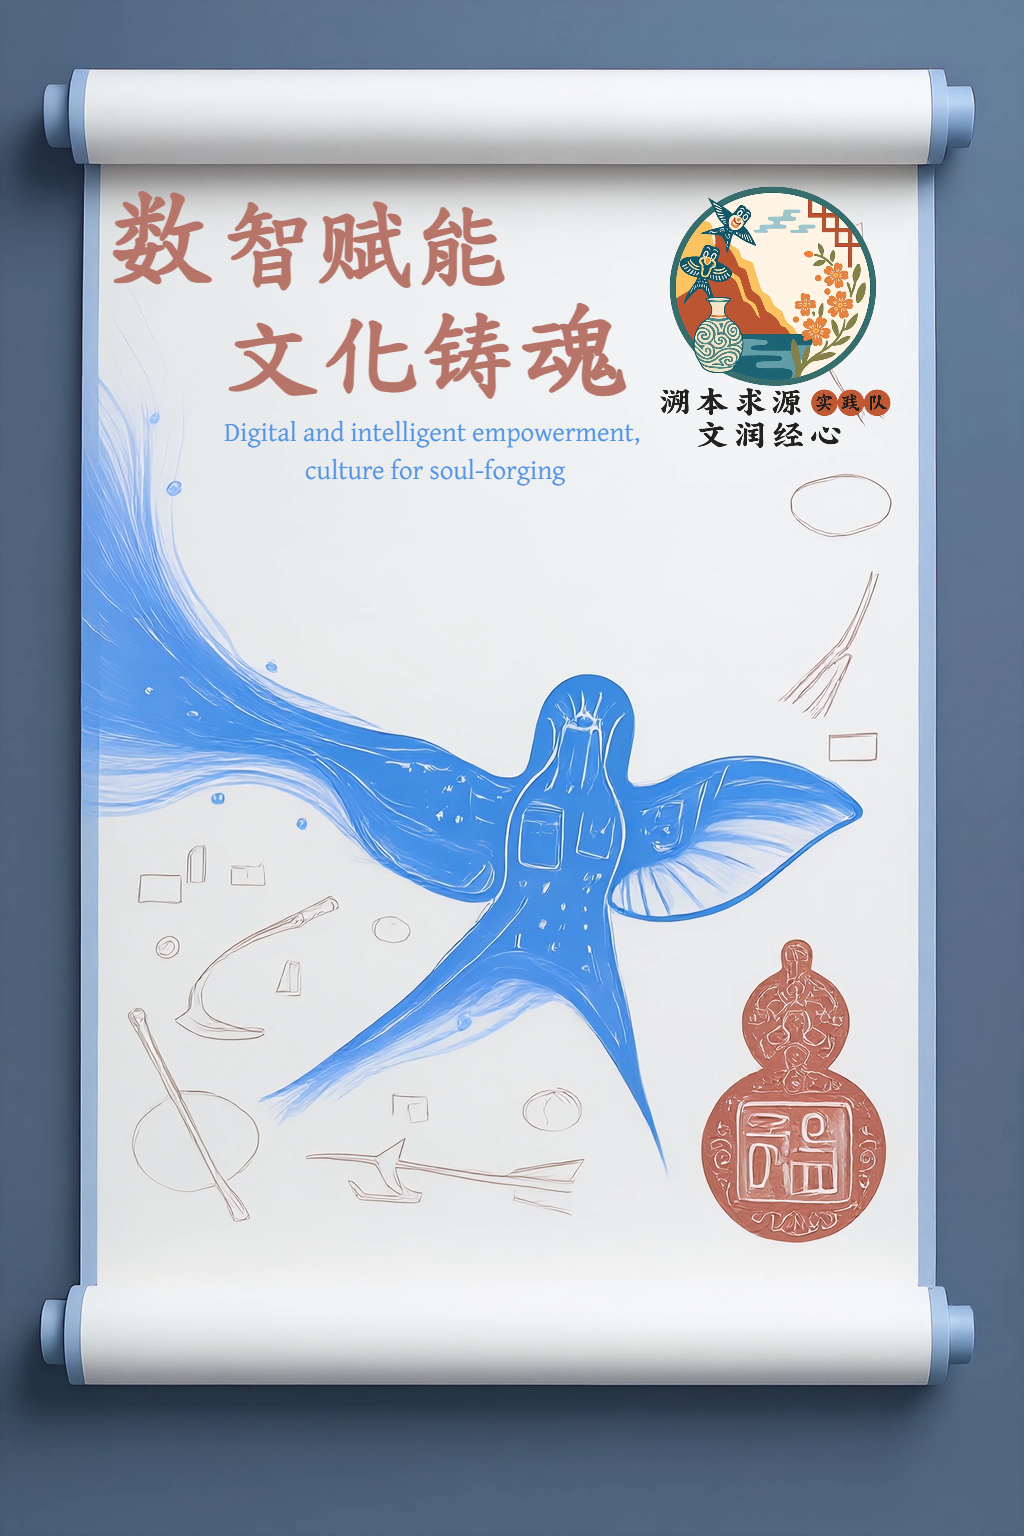 数智赋能
文化铸魂
Digital and intelligent empowerment,
culture for soul-forging
溯本求源 实践队
文润经心